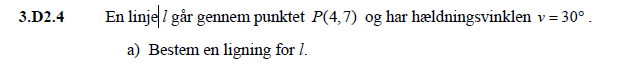 3.D2.4 En linje l går gennem punktet P(4,7) og har hældningsvinklen v = 30°.
a) Bestem en ligning for l.